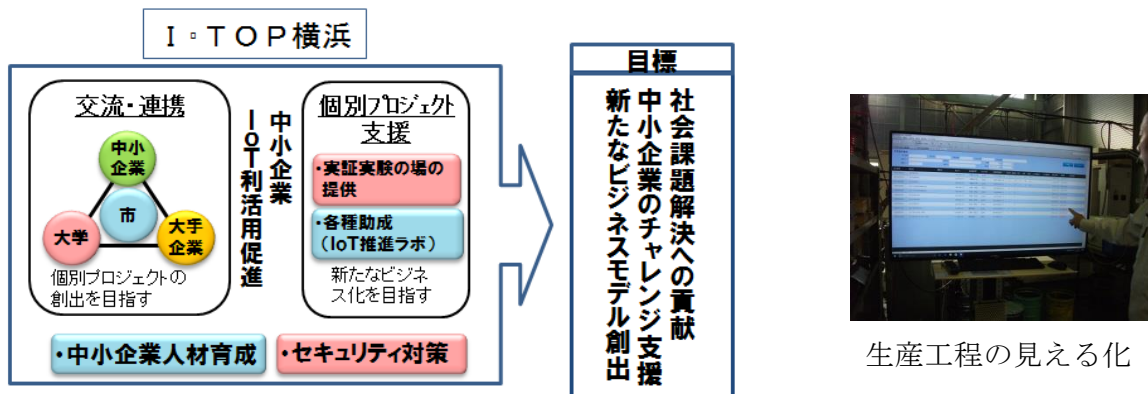 I▫TOP横浜
交流・連携
中小
企業
市
大学
大手
企業
個別プロジェクトの
創出を目指す
中小企業
IoT利活用促進
個別プロジェクト
支援
・実証実験の場の
提供
・各種助成
(IoT推進ラボ)
新たなビジネ
ス化を目指す
・中小企業人材育成
・セキュリティ対策
目標
社会課題解決への貢献
中小企業のチャレンジ支援
新たなビジネスモデル創出
生産工程の見える化